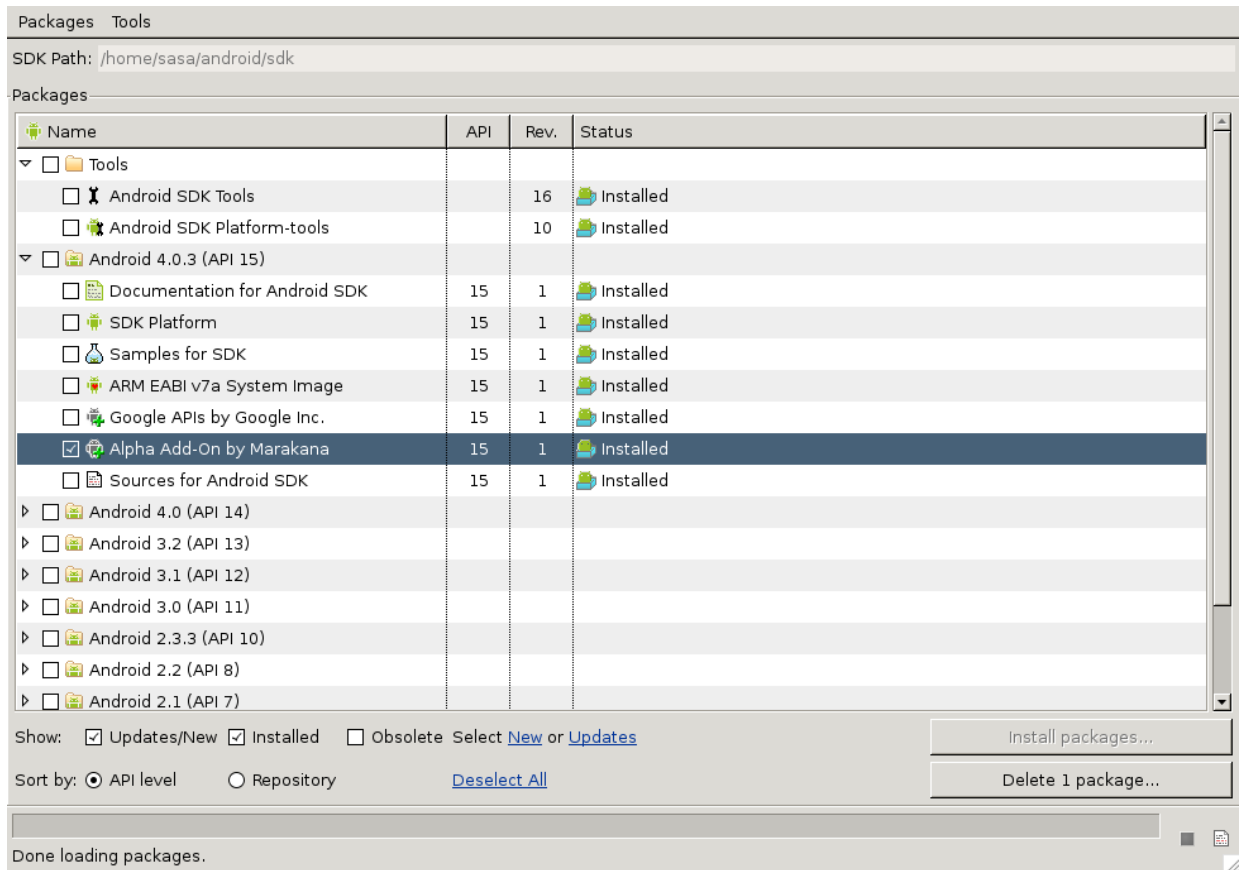 Packages Tools
SDK Path: /home/sasa/android/sdk
Packages
Name API Rev. Status
Tools
Android SDK Tools 16 Installed
Android SDK Platform-tools 10 Installed
Android 4.0.3 (API 15)
Documentation for Android SDK 15 1 Installed
SDK Platform 15 1 Installed
Samples for SDK 15 1 Installed
ARM EABI v7a System Image 15 1 Installed
Google APIs by Google Inc. 15 1 Installed
Alpha Add-On by Marakana 15 1 Installed
Sources for Android SDK 15 1 Installed
Android 4.0 (API 14)
Android 3.2 (API 13)
Android 3.1 (API 12)
Android 3.0 (API 11)
Android 2.3.3 (API 10)
Android 2.2 (API 8)
Android 2.1 (API 7)
Show: Updates/New Installed Obsolete Select New or Updates Install packages...
Sort by: API level Repository Deselect All Delete 1 package...
Done loading packages.